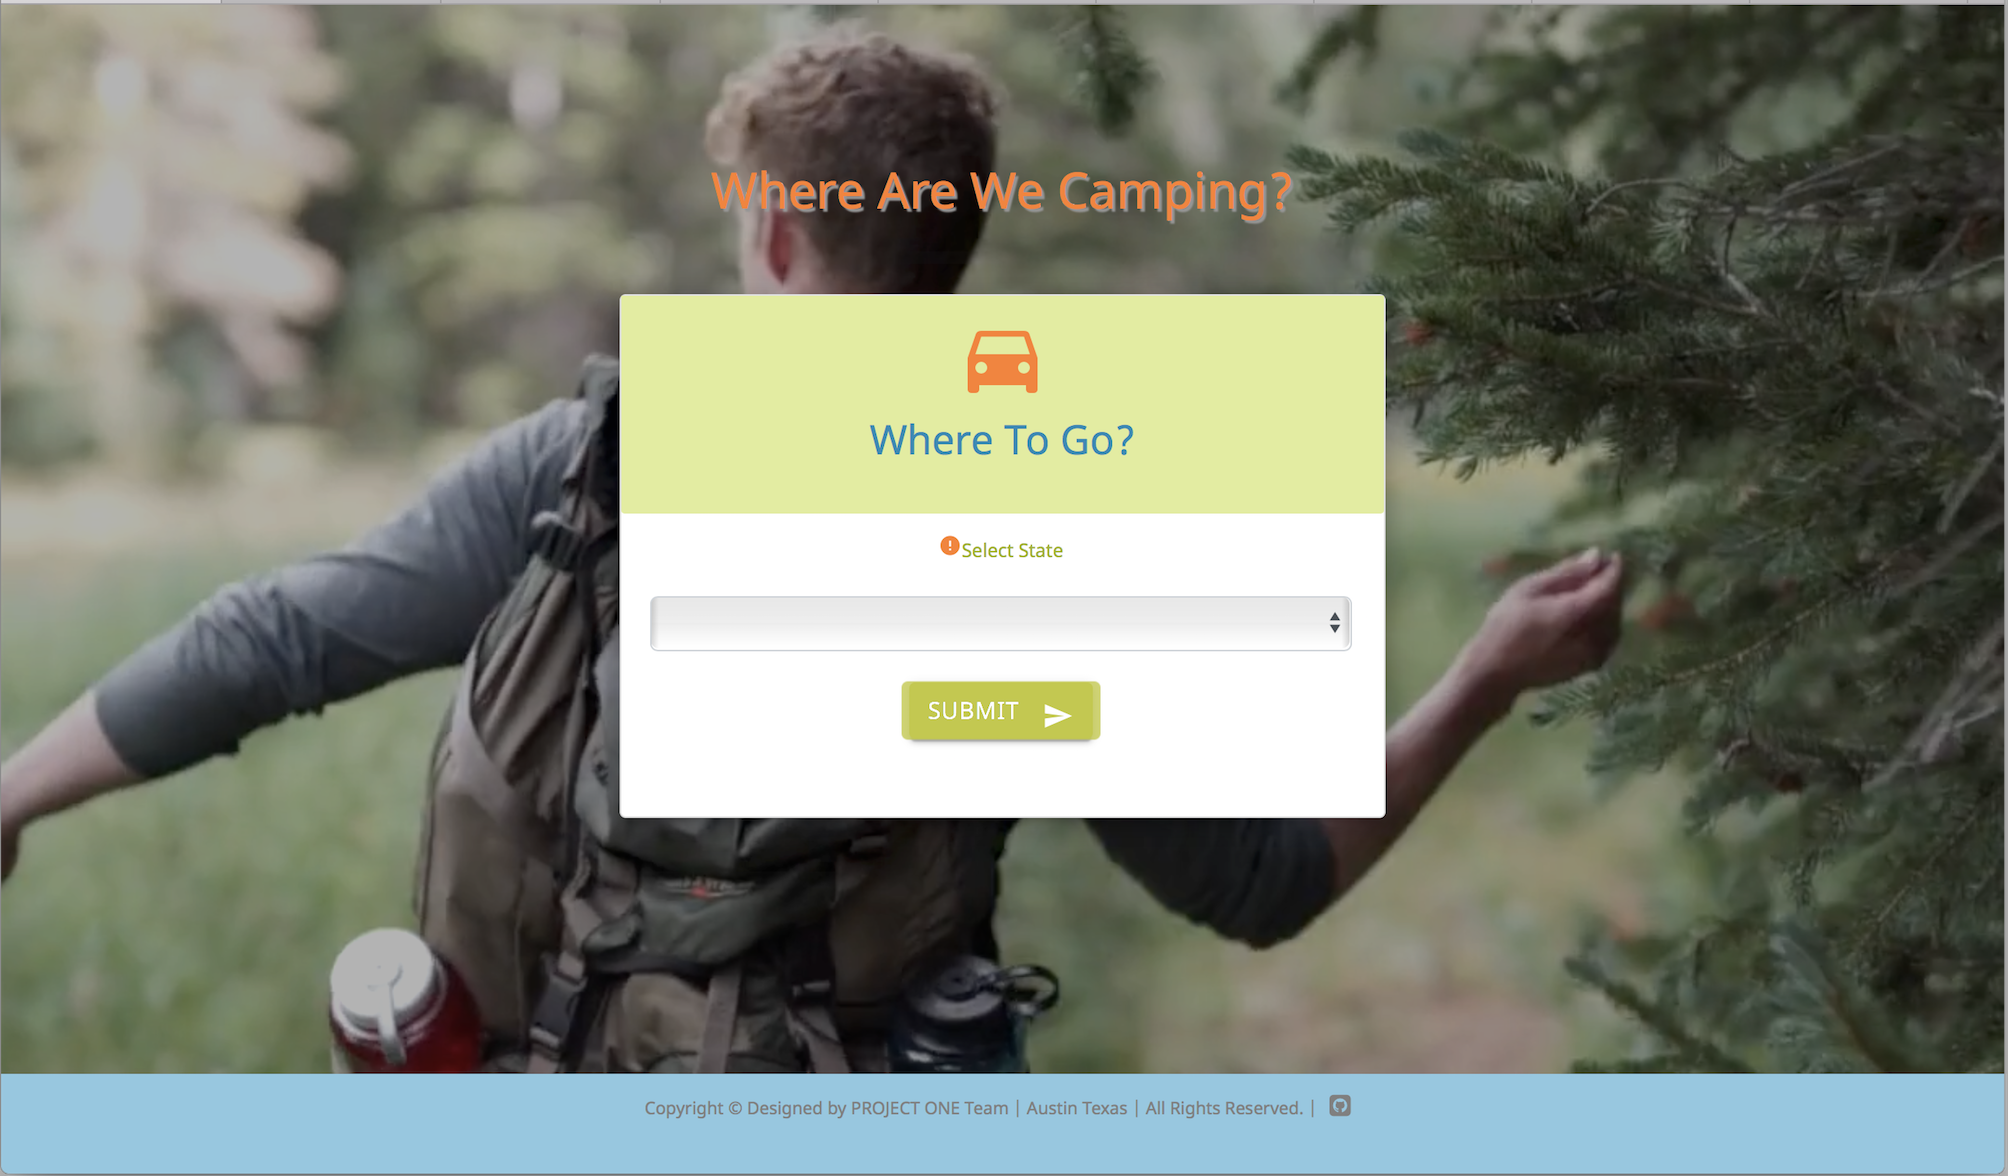 Where Are We Camping?
Where To Go?
Select State
SUBMIT
Copyright © Designed by PROJECT ONE Team | Austin Texas | All Rights Reserved. |